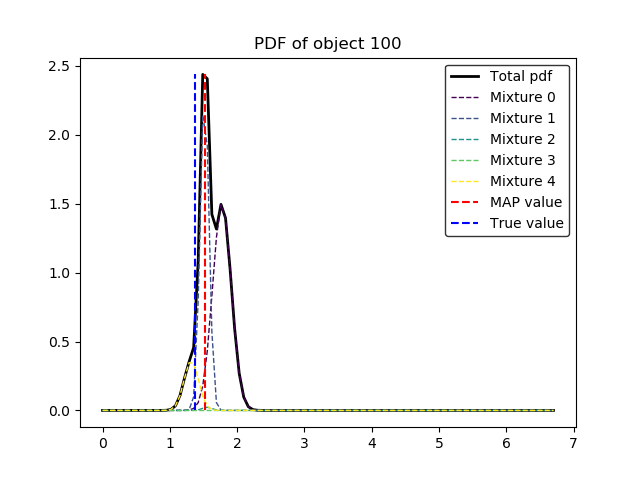 PDF of object 100
2.5
2.0
1.5
1.0
0.5
0.0
0 1 2 3 4 5 6 7
Total pdf
Mixture 0
Mixture 1
Mixture 2
Mixture 3
Mixture 4
MAP value
True value